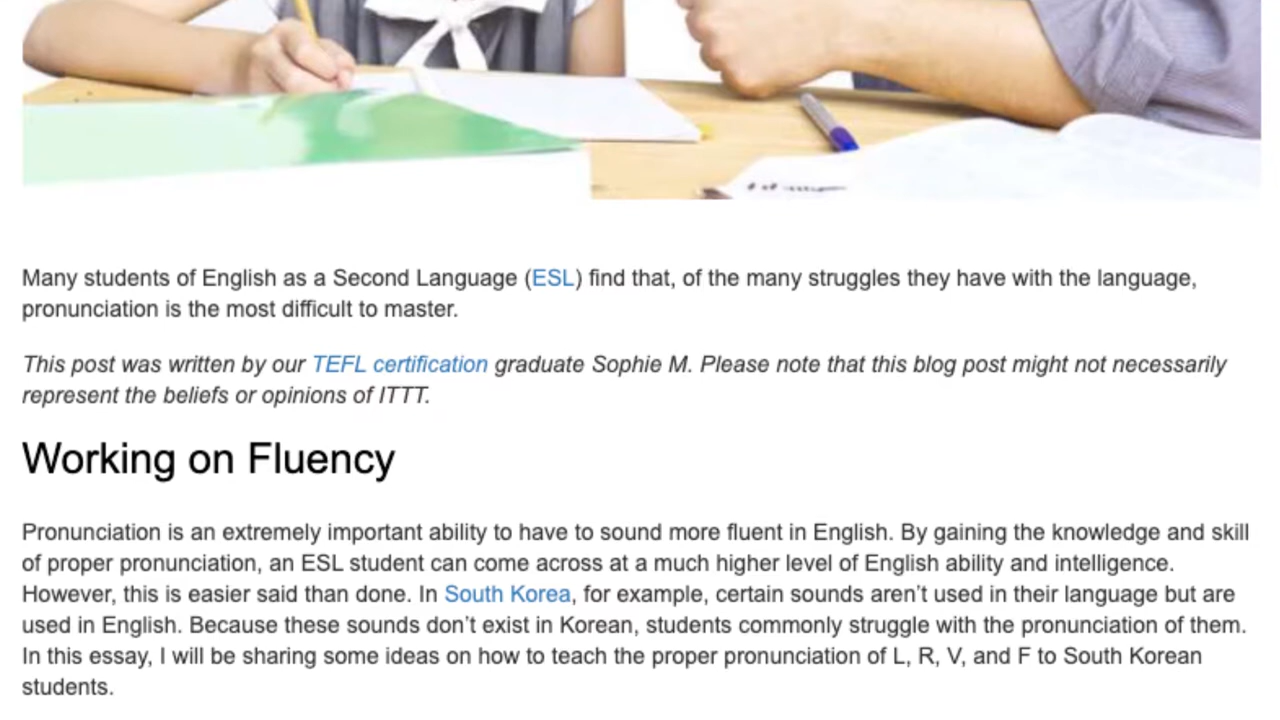 Many students of English as a Second Language (ESL) find that, of the many struggles they have with the language,
pronunciation is the most difficult to master.
This post was written by our TEFL certification graduate Sophie M. Please note that this blog post might not necessarily
represent the beliefs or opinions of ITTT.
Working on Fluency
Pronunciation is an extremely important ability to have to sound more fluent in English. By gaining the knowledge and skill
of proper pronunciation, an ESL student can come across at a much higher level of English ability and intelligence.
However, this is easier said than done. In South Korea, for example, certain sounds aren’t used in their language but are
used in English. Because these sounds don’t exist in Korean, students commonly struggle with the pronunciation of them.
In this essay, I will be sharing some ideas on how to teach the proper pronunciation of L, R, V, and F to South Korean
students.